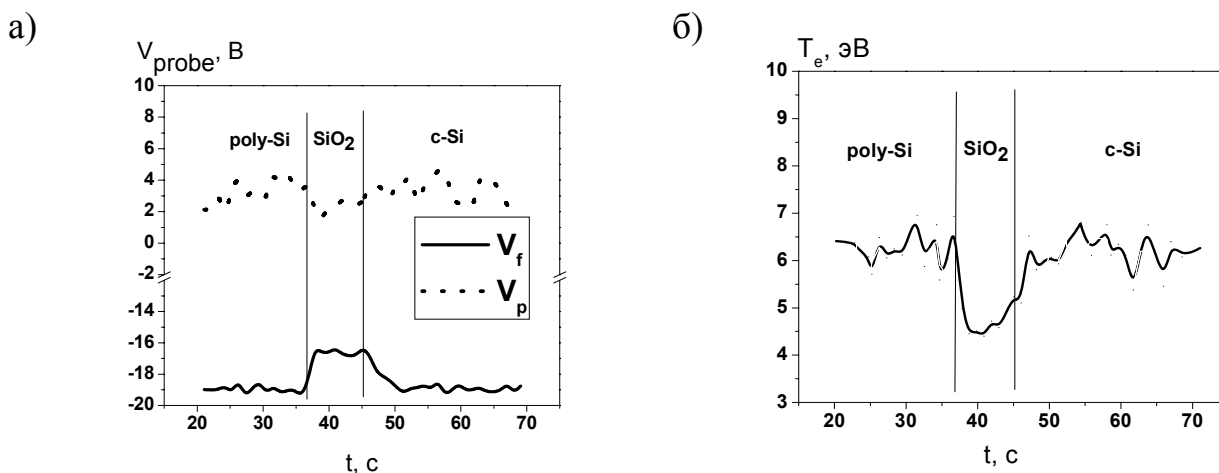 а)
V_probe, В
10
8
6
4
2
0
-2
-14
-16
-18
-20
poly-Si SiO₂ c-Si
V_f
V_p
20 30 40 50 60 70
t, с
б)
T_e, эВ
10
9
8
7
6
5
4
3
poly-Si SiO₂ c-Si
20 30 40 50 60 70
t, с